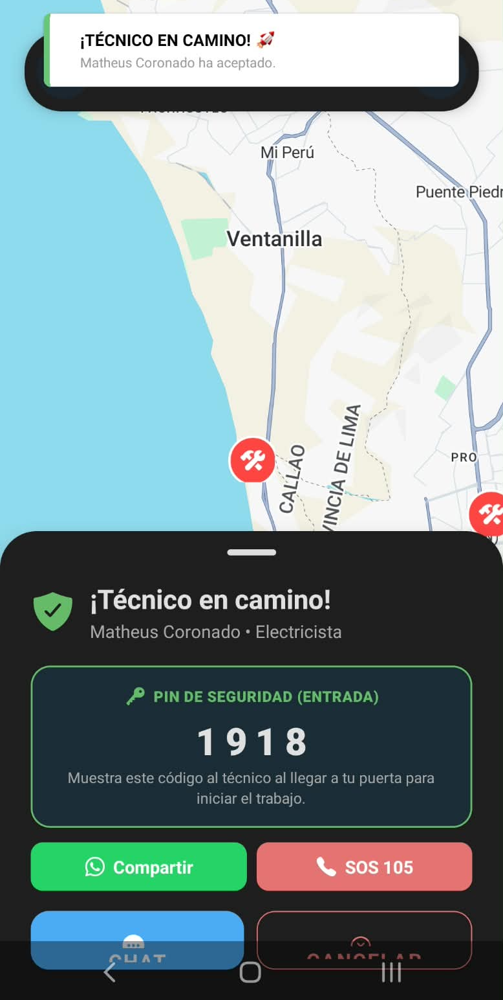 ¡TÉCNICO EN CAMINO! 🚀
Matheus Coronado ha aceptado.
Mi Perú
Puente Piedr
Ventanilla
CALLAO
VINCIA DE LIMA
PRO
¡Técnico en camino!
Matheus Coronado • Electricista
PIN DE SEGURIDAD (ENTRADA)
1918
Muestra este código al técnico al llegar a tu puerta para
iniciar el trabajo.
Compartir
SOS 105
CHAT
CANCELAR